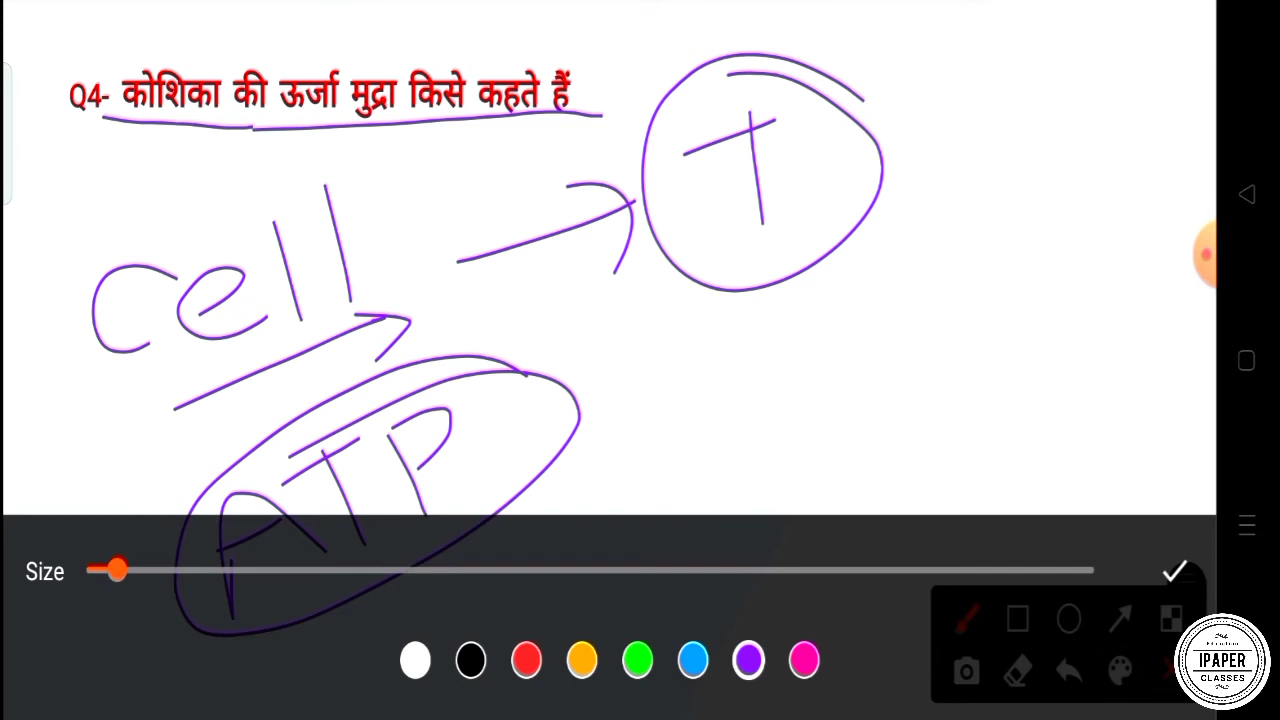 Q4- कोशिका की ऊर्जा मुद्रा किसे कहते हैं
T
cell
ATP
Size
IPAPER
CLASSES